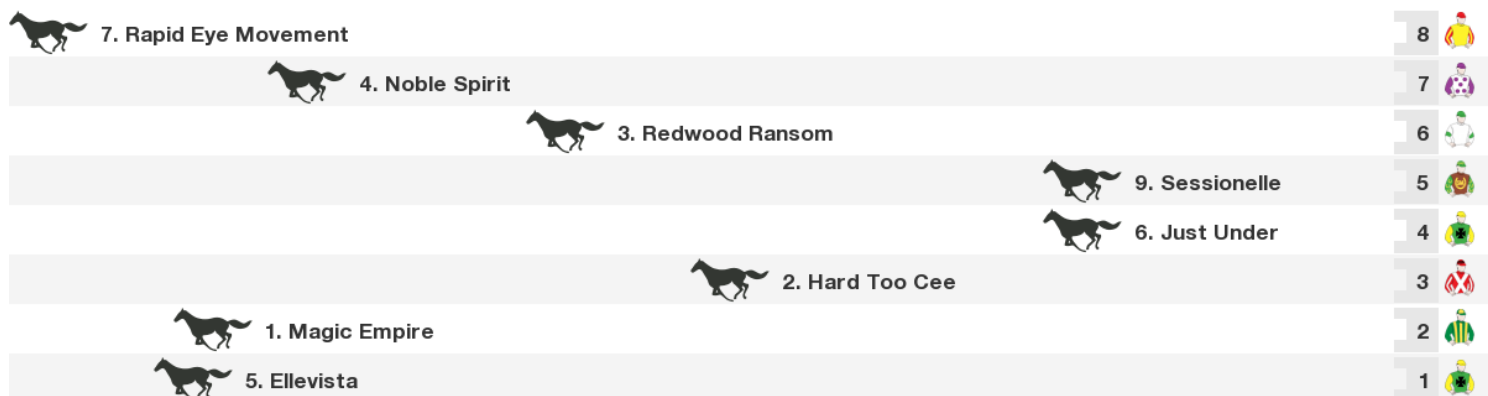 7. Rapid Eye Movement 8
4. Noble Spirit 7
3. Redwood Ransom 6
9. Sessionelle 5
6. Just Under 4
2. Hard Too Cee 3
1. Magic Empire 2
5. Ellevista 1